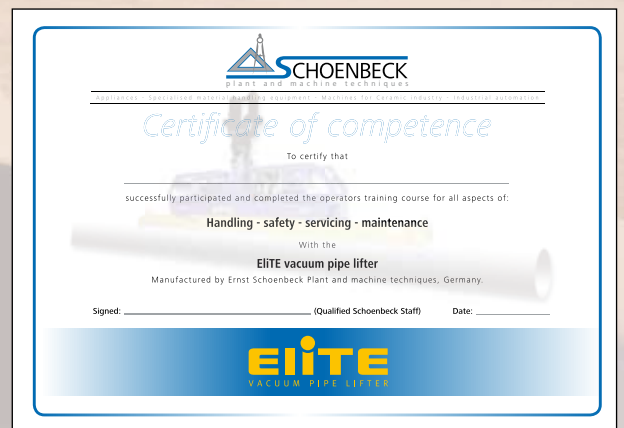 SCHOENBECK
plant and machine techniques
Appliances - Specialized material handling equipment - Machines for Ceramic industry - Industrial automation
Certificate of competence
To certify that
successfully participated and completed the operators training course for all aspects of:
Handling - safety - servicing - maintenance
With the
EliTE vacuum pipe lifter
Manufactured by Ernst Schoenbeck Plant and machine techniques, Germany.
Signed: (Qualified Schoenbeck Staff) Date:
EliTE
VACUUM PIPE LIFTER